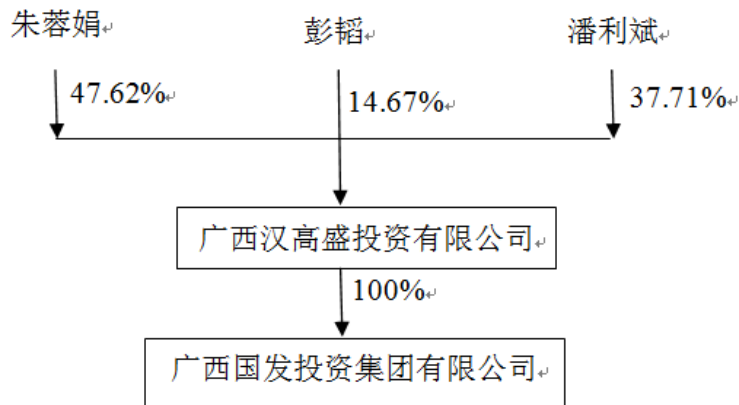 朱蓉娟
彭韬
潘利斌
47.62%
14.67%
37.71%
广西汉高盛投资有限公司
100%
广西国发投资集团有限公司